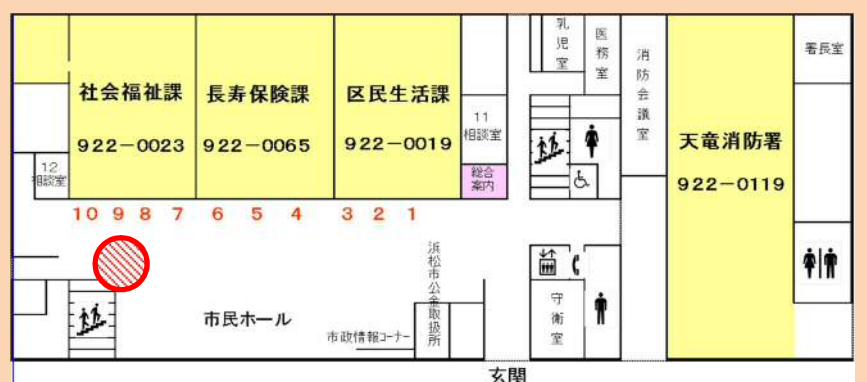 乳児室
医務室
消防会議室
署長室
社会福祉課
922-0023
長寿保険課
922-0065
区民生活課
922-0019
11
相談室
総合
案内
天竜消防署
922-0119
12
相談室
10 9 8 7 6 5 4 3 2 1
浜松市公金取扱所
守衛室
市民ホール
市政情報コーナー
玄関